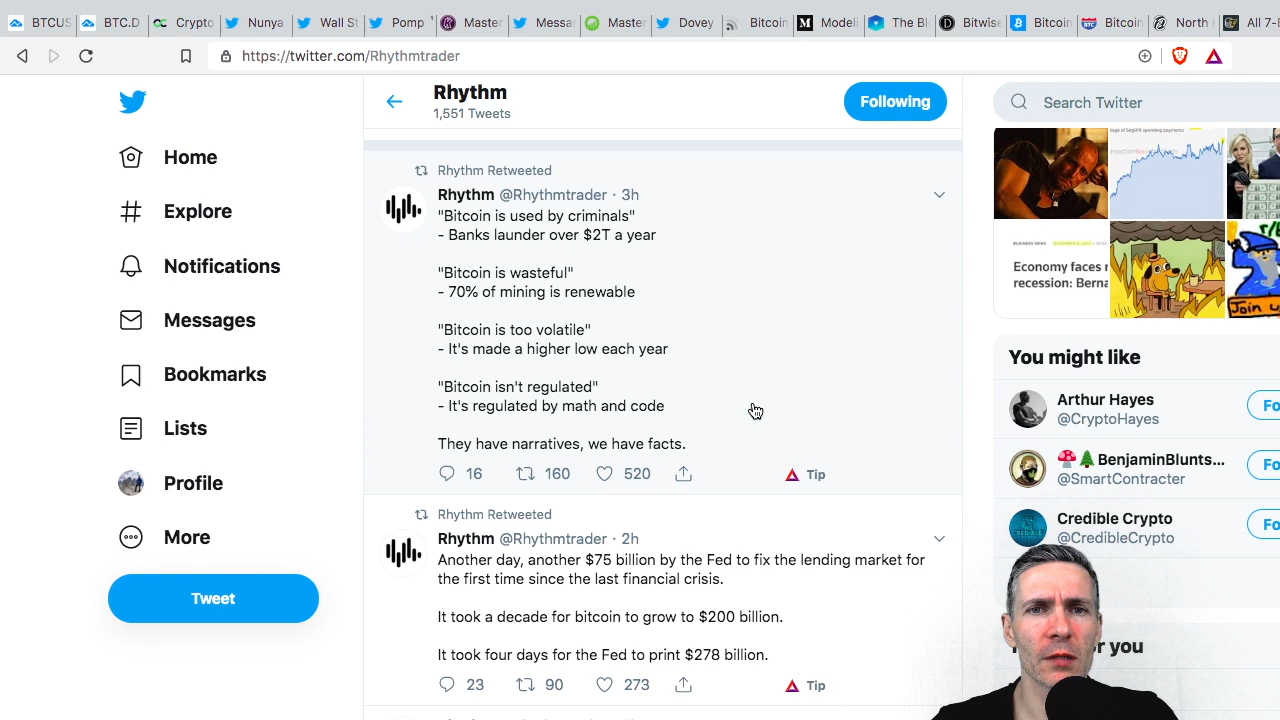 BTCUS
BTC.D
Crypto
Nunya
Wall St
Pomp
Master
Messar
Master
Dovey
Bitcoin
Modeli
The Bl
Bitwise
Bitcoin
Bitcoin
North
All 7-
https://twitter.com/Rhythmtrader
Rhythm
1,551 Tweets
Following
Search Twitter
Home
Explore
Notifications
Messages
Bookmarks
Lists
Profile
More
Tweet
Rhythm Retweeted
Rhythm @Rhythmtrader · 3h
"Bitcoin is used by criminals"
- Banks launder over $2T a year
"Bitcoin is wasteful"
- 70% of mining is renewable
"Bitcoin is too volatile"
- It's made a higher low each year
"Bitcoin isn't regulated"
- It's regulated by math and code
They have narratives, we have facts.
16 160 520 Tip
Rhythm Retweeted
Rhythm @Rhythmtrader · 2h
Another day, another $75 billion by the Fed to fix the lending market for
the first time since the last financial crisis.
It took a decade for bitcoin to grow to $200 billion.
It took four days for the Fed to print $278 billion.
23 90 273 Tip
BUSINESS NEWS
Economy faces
recession: Berna
Join u
You might like
Arthur Hayes
@CryptoHayes
Fo
🍄🌲BenjaminBlunts...
@SmartContracter
Fo
Credible Crypto
@CredibleCrypto
Fo
r you